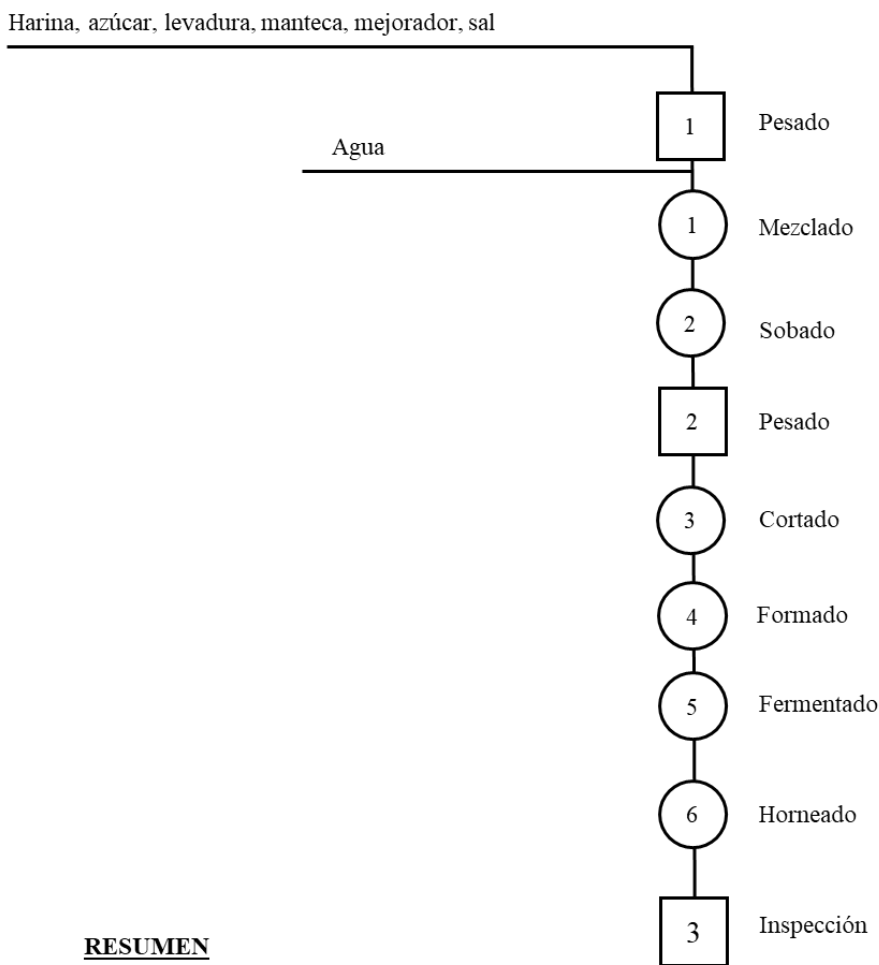 Harina, azúcar, levadura, manteca, mejorador, sal
1 Pesado
Agua
1 Mezclado
2 Sobado
2 Pesado
3 Cortado
4 Formado
5 Fermentado
6 Horneado
3 Inspección
RESUMEN